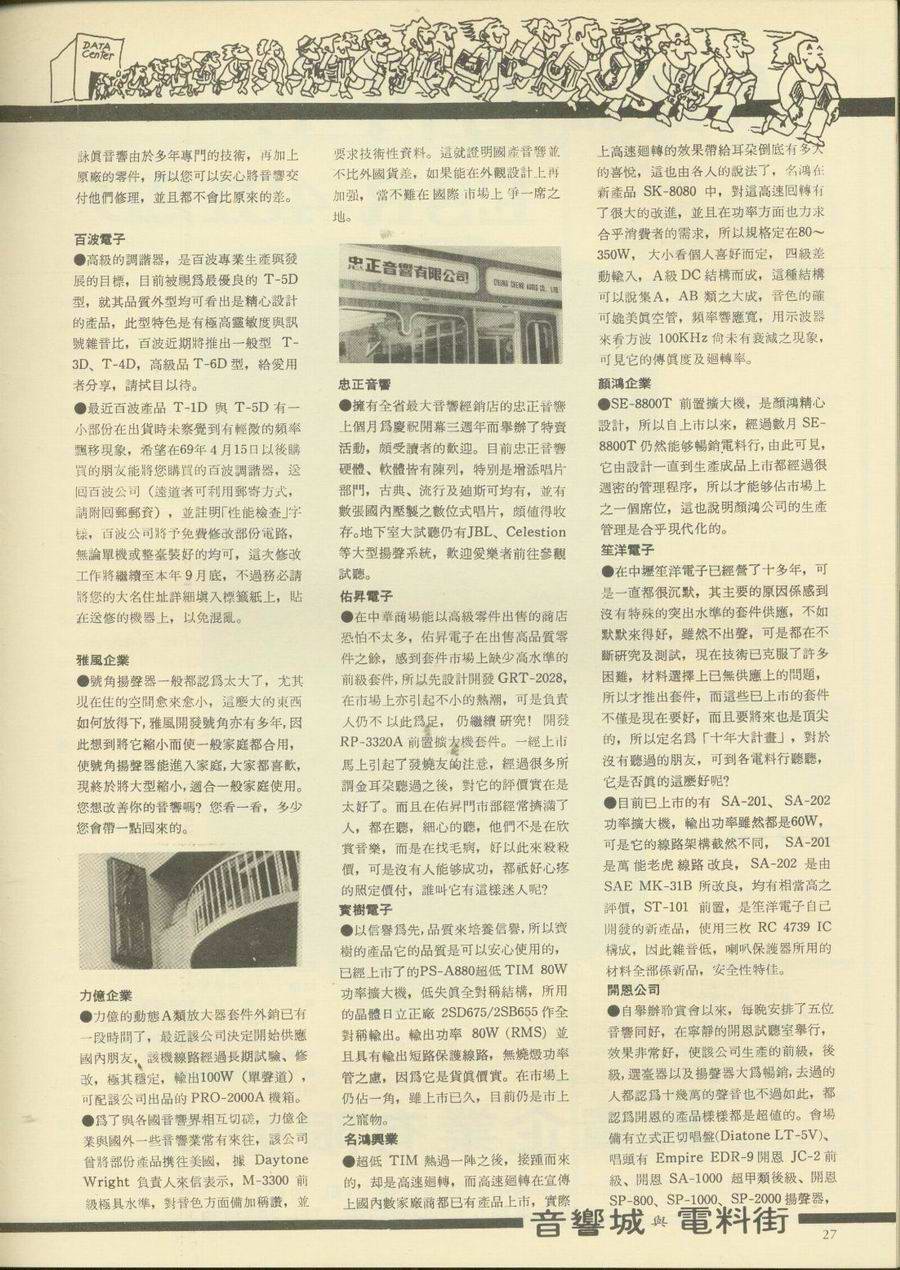 DATA
Center
詠眞音響由於多年專門的技術，再加上
原廠的零件，所以您可以安心將音響交
付他們修理，並且都不會比原來的差。
百波電子
●高級的調諧器，是百波專業生產與發
展的目標，目前被視爲最優良的 T-5D
型，就其品質外型均可看出是精心設計
的產品，此型特色是有極高靈敏度與訊
號雜音比，百波近期將推出一般型 T-
3D、T-4D，高級品 T-6D 型，給愛用
者分享，請拭目以待。
●最近百波產品 T-1D 與 T-5D 有一
小部份在出貨時未察覺到有輕微的頻率
飄移現象，希望在69年 4 月15日以後購
買的朋友能將您購買的百波調諧器，送
回百波公司（遠道者可利用郵寄方式，
請附回郵郵資），並註明「性能檢查」字
樣，百波公司將予免費修改部份電路，
無論單機或整臺裝好的均可，這次修改
工作將繼續至本年 9 月底，不過務必請
將您的大名住址詳細塡入標籤紙上，貼
在送修的機器上，以免混亂。
雅風企業
●號角揚聲器一般都認爲太大了，尤其
現在住的空間愈來愈小，這麽大的東西
如何放得下，雅風開發號角亦有多年，因
此想到將它縮小而使一般家庭都合用，
使號角揚聲器能進入家庭，大家都喜歡，
現終於將大型縮小，適合一般家庭使用。
您想改善你的音響嗎？您看一看，多少
您會帶一點回來的。
力億企業
●力億的動態A類放大器套件外銷已有
一段時間了，最近該公司決定開始供應
國內朋友，該機線路經過長期試驗、修
改，極其穩定，輸出100W（單聲道），
可配該公司出品的 PRO-2000A 機箱。
●爲了與各國音響界相互切磋，力億企
業與國外一些音響業常有來往，該公司
曾將部份產品携往美國，據 Daytone
Wright 負責人來信表示，M-3300 前
級極具水準，對音色方面備加稱讚，並
要求技術性資料。這就證明國產音響並
不比外國貨差，如果能在外觀設計上再
加强，當不難在國際市場上爭一席之
地。
忠正音響有限公司
CHUNG CHENG AUDIO CO., LTD.
忠正音響
●擁有全省最大音響經銷店的忠正音響
上個月爲慶祝開幕三週年而舉辦了特賣
活動，頗受讀者的歡迎。目前忠正音響
硬體、軟體皆有陳列，特別是增添唱片
部門，古典、流行及廸斯可均有，並有
數張國內壓製之數位式唱片，頗値得收
存。地下室大試聽仍有JBL、Celestion
等大型揚聲系統，歡迎愛樂者前往參觀
試聽。
佑昇電子
●在中華商場能以高級零件出售的商店
恐怕不太多，佑昇電子在出售高品質零
件之餘，感到套件市場上缺少高水準的
前級套件，所以先設計開發 GRT-2028，
在市場上亦引起不小的熱潮，可是負責
人仍不以此爲足，仍繼續研究！開發
RP-3320A 前置擴大機套件。一經上市
馬上引起了發燒友的注意，經過很多所
謂金耳朵聽過之後，對它的評價實在是
太好了。而且在佑昇門市部經常擠滿了
人，都在聽，細心的聽，他們不是在欣
賞音樂，而是在找毛病，好以此來殺殺
價，可是沒有人能够成功，都祇好心疼
的照定價付，誰叫它有這樣迷人呢？
實樹電子
●以信譽爲先，品質來培養信譽，所以實
樹的產品它的品質是可以安心使用的，
已經上市了的PS-A880超低 TIM 80W
功率擴大機，低失眞全對稱結構，所用
的晶體日立正廠 2SD675/2SB655 作全
對稱輸出。輸出功率 80W (RMS) 並
且具有輸出短路保護線路，無燒燬功率
管之慮，因爲它是貨眞價實。在市場上
仍佔一角，雖上市已久，目前仍是市上
之寵物。
名鴻興業
●超低 TIM 熱過一陣之後，接踵而來
的，却是高速廻轉，而高速廻轉在宣傳
上國內數家廠商都已有產品上市，實際
上高速廻轉的效果帶給耳朶倒底有多大
的喜悅，這也由各人的說法了，名鴻在
新產品 SK-8080 中，對這高速回轉有
了很大的改進，並且在功率方面也力求
合乎消費者的需求，所以規格定在80～
350W，大小看個人喜好而定，四級差
動輸入，A級 DC 結構而成，這種結構
可以說集A，AB 類之大成，音色的確
可媲美眞空管，頻率響應寬，用示波器
來看方波 100KHz 尙未有衰減之現象，
可見它的傳眞度及廻轉率。
顏鴻企業
●SE-8800T 前置擴大機，是顏鴻精心
設計，所以自上市以來，經過數月 SE-
8800T 仍然能够暢銷電料行，由此可見，
它由設計一直到生產成品上市都經過很
週密的管理程序，所以才能够佔市場上
之一個席位，這也說明顏鴻公司的生產
管理是合乎現代化的。
笙洋電子
●在中壢笙洋電子已經營了十多年，可
是一直都很沉默，其主要的原因係感到
沒有特殊的突出水準的套件供應，不如
默默來得好，雖然不出聲，可是都在不
斷研究及測試，現在技術已克服了許多
困難，材料選擇上已無供應上的問題，
所以才推出套件，而這些已上市的套件
不僅是現在要好，而且要將來也是頂尖
的，所以定名爲「十年大計畫」，對於
沒有聽過的朋友，可到各電料行聽聽，
它是否眞的這麽好呢？
●目前已上市的有 SA-201、SA-202
功率擴大機，輸出功率雖然都是60W，
可是它的線路架構截然不同，SA-201
是萬能老虎線路改良，SA-202 是由
SAE MK-31B 所改良，均有相當高之
評價，ST-101 前置，是笙洋電子自己
開發的新產品，使用三枚 RC 4739 IC
構成，因此雜音低，喇叭保護器所用的
材料全部係新品，安全性特佳。
開恩公司
●自舉辦聆賞會以來，每晚安排了五位
音響同好，在寧靜的開恩試聽室舉行，
效果非常好，使該公司生產的前級，後
級，選臺器以及揚聲器大爲暢銷，去過的
人都認爲十幾萬的聲音也不過如此，都
認爲開恩的產品樣樣都是超値的。會場
備有立式正切唱盤(Diatone LT-5V)、
唱頭有 Empire EDR-9 開恩 JC-2 前
級、開恩 SA-1000 超甲類後級、開恩
SP-800、SP-1000、SP-2000 揚聲器，
音響城與電料街
27